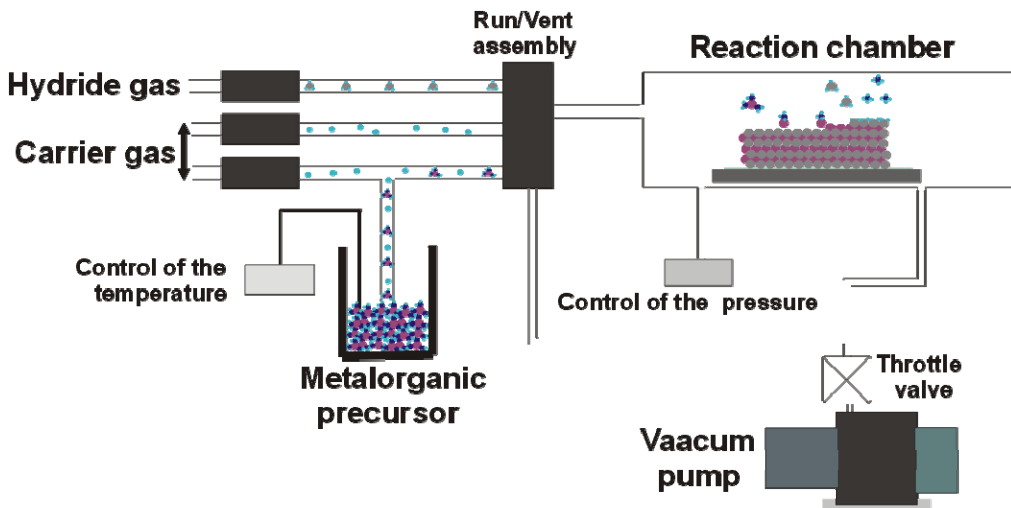 Run/Vent
assembly
Reaction chamber
Hydride gas
Carrier gas
Control of the
temperature
Control of the pressure
Metalorganic
precursor
Throttle
valve
Vaacum
pump